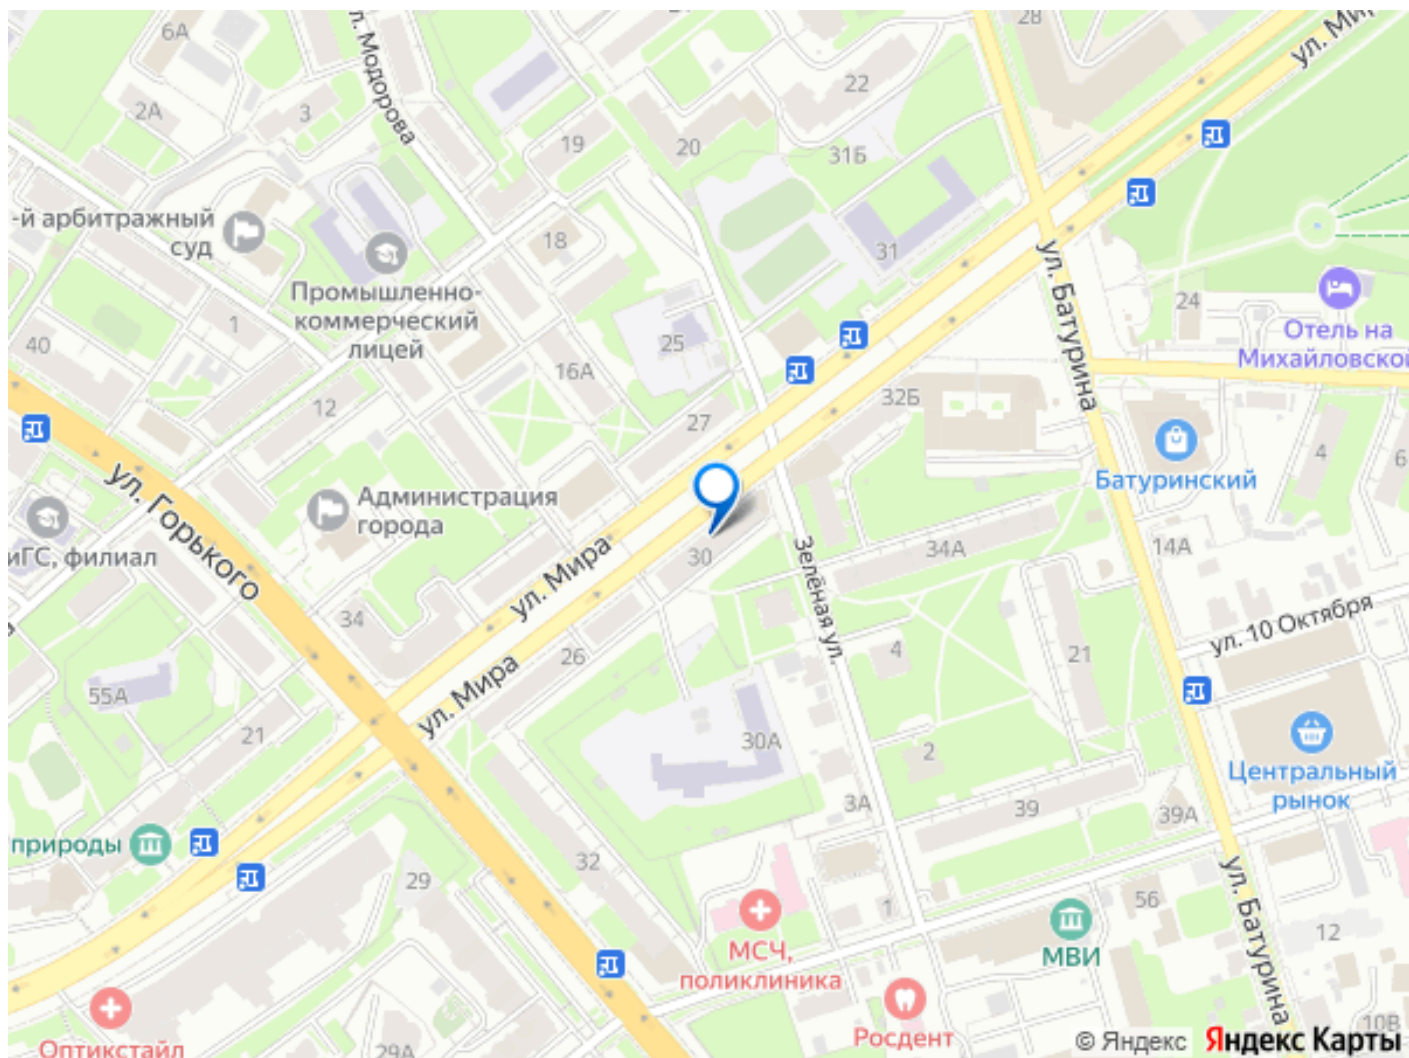 6А
ул. Модорова
28
ул. Мир
2А
3
22
19
20
31Б
-й арбитражный
суд
18
31
ул. Батурина
Промышленно-
коммерческий
лицей
24
Отель на
Михайловской
1
40
25
16А
32Б
12
27
4
6
Батуринский
ул. Горького
Администрация
города
иГС, филиал
ул. Мира
30
Зелёная ул.
34А
14А
ул. 10 Октября
34
26
4
21
55А
ул. Мира
21
30А
2
Центральный
рынок
3А
39
39А
природы
32
29
1
56
ул. Батурина
12
МСЧ,
поликлиника
МВИ
Росдент
10В
Оптикстайл
29А
© Яндекс Яндекс Карты